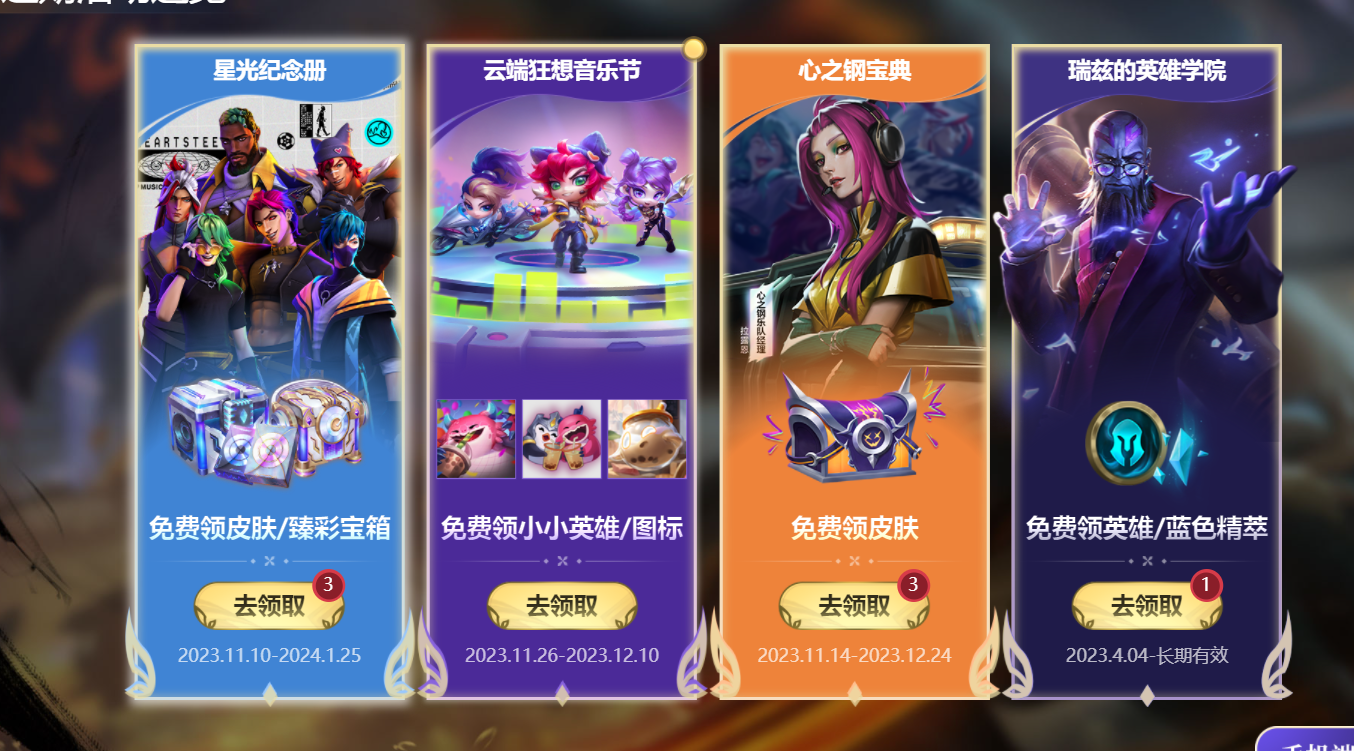 星光纪念册
云端狂想音乐节
心之钢宝典
瑞兹的英雄学院
EARTSTEE
MUSIC
心之钢乐队经理
拉露恩
免费领皮肤/臻彩宝箱
免费领小小英雄/图标
免费领皮肤
免费领英雄/蓝色精萃
去领取
3
去领取
去领取
3
去领取
1
2023.11.10-2024.1.25
2023.11.26-2023.12.10
2023.11.14-2023.12.24
2023.4.04-长期有效